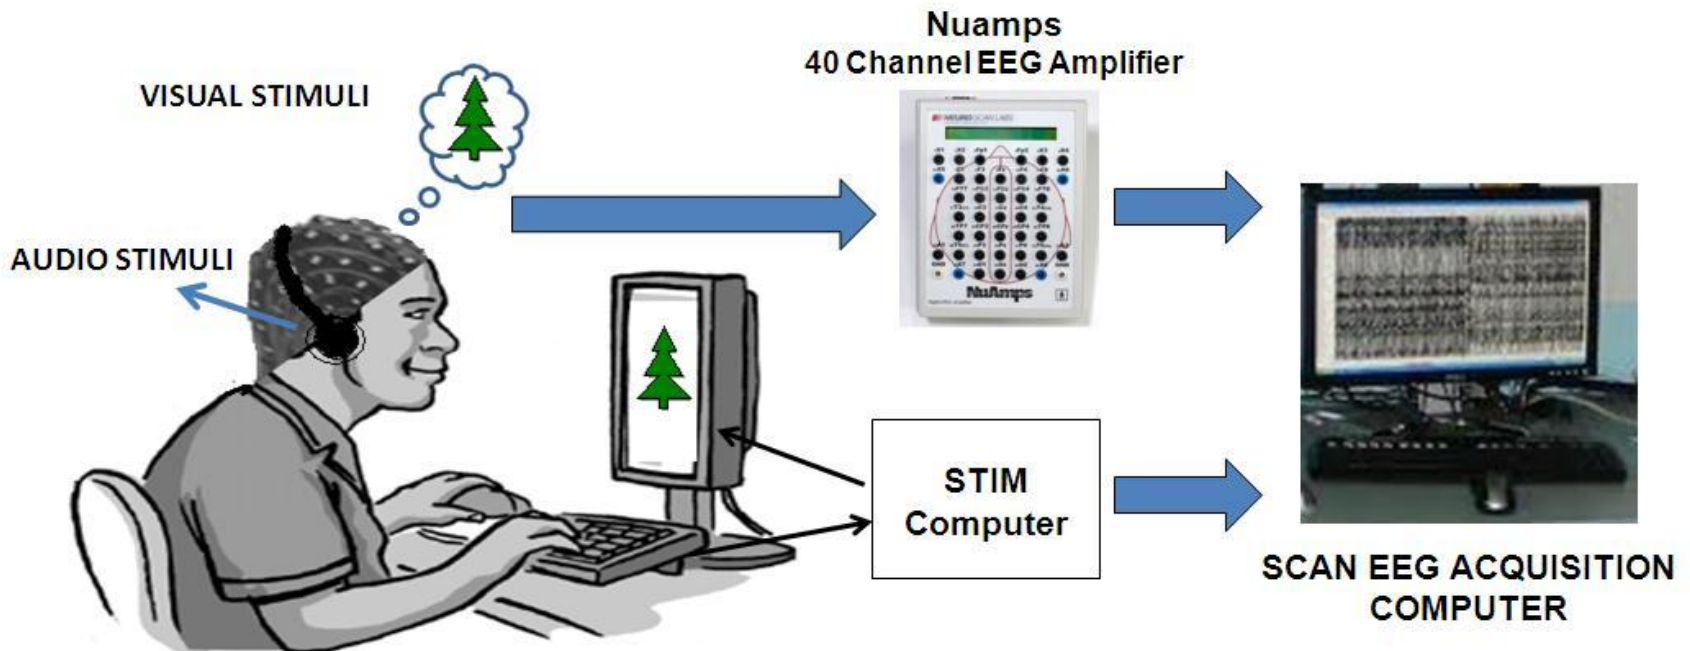 Nuamps
40 Channel EEG Amplifier
VISUAL STIMULI
AUDIO STIMULI
NuAmps
STIM
Computer
SCAN EEG ACQUISITION
COMPUTER